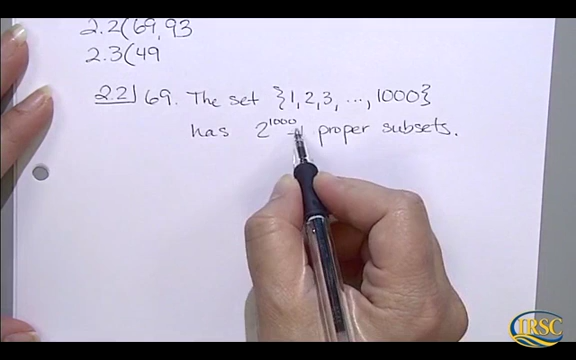 2.2(69,93
2.3(49
2.2 69. The set {1,2,3, ..., 1000}
has 2^1000 -1 proper subsets.
IRSC